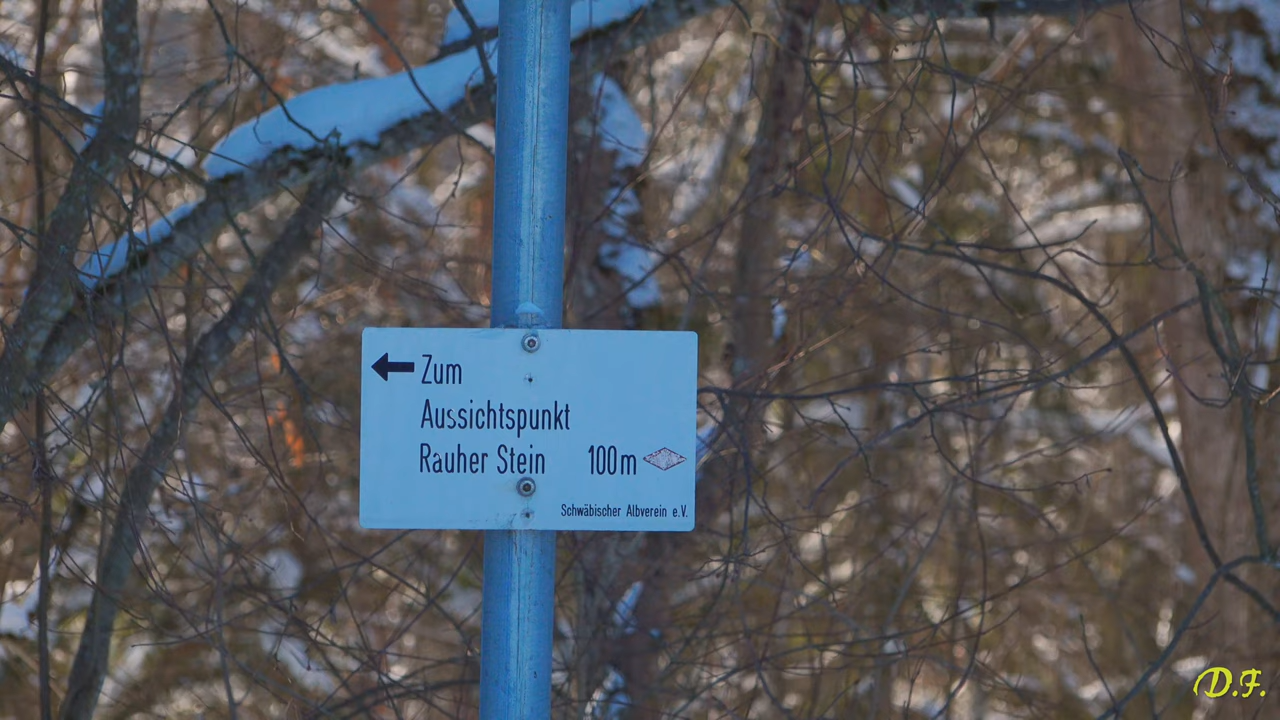 Zum
Aussichtspunkt
Rauher Stein 100m
Schwäbischer Albverein e.V.
D.F.